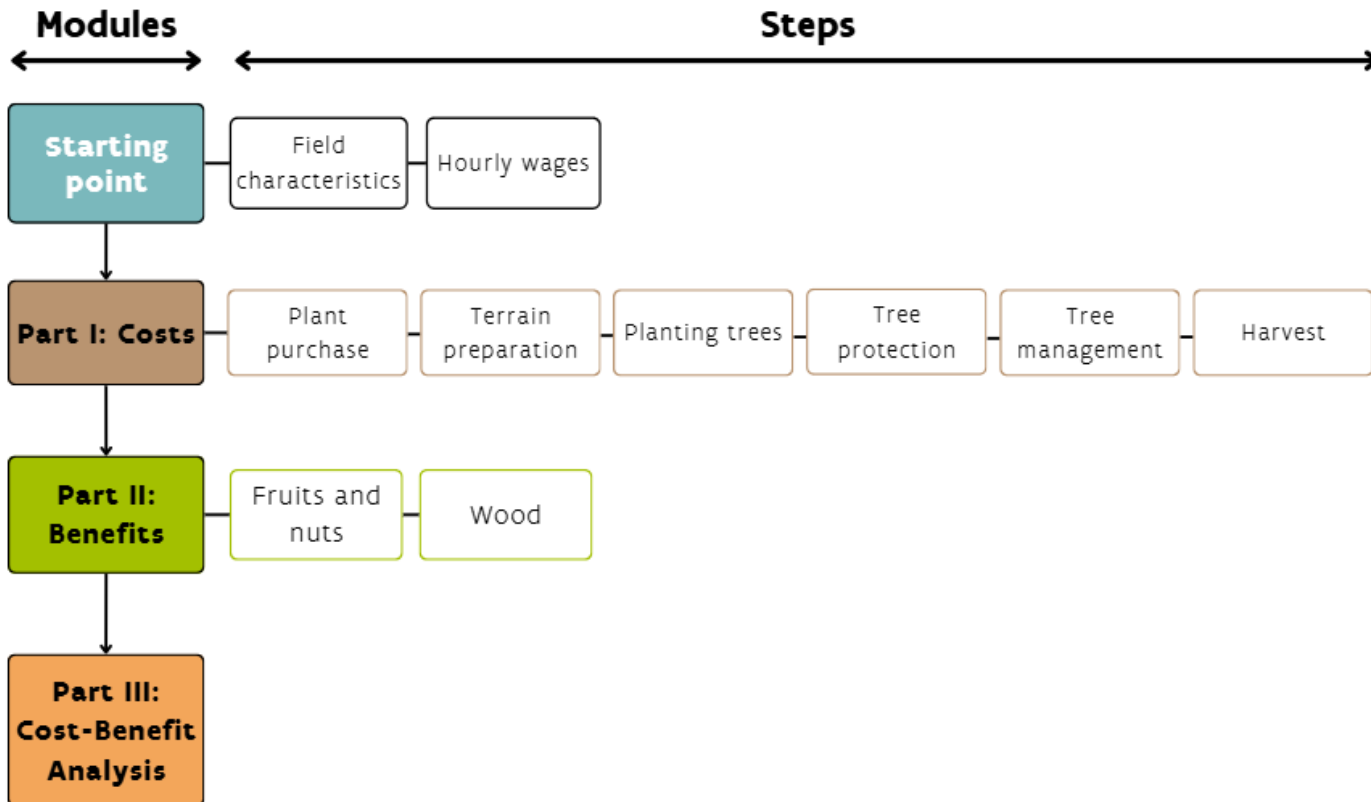 Modules
Steps
Starting
point
Field
characteristics
Hourly wages
Part I: Costs
Plant
purchase
Terrain
preparation
Planting trees
Tree
protection
Tree
management
Harvest
Part II:
Benefits
Fruits and
nuts
Wood
Part III:
Cost-Benefit
Analysis